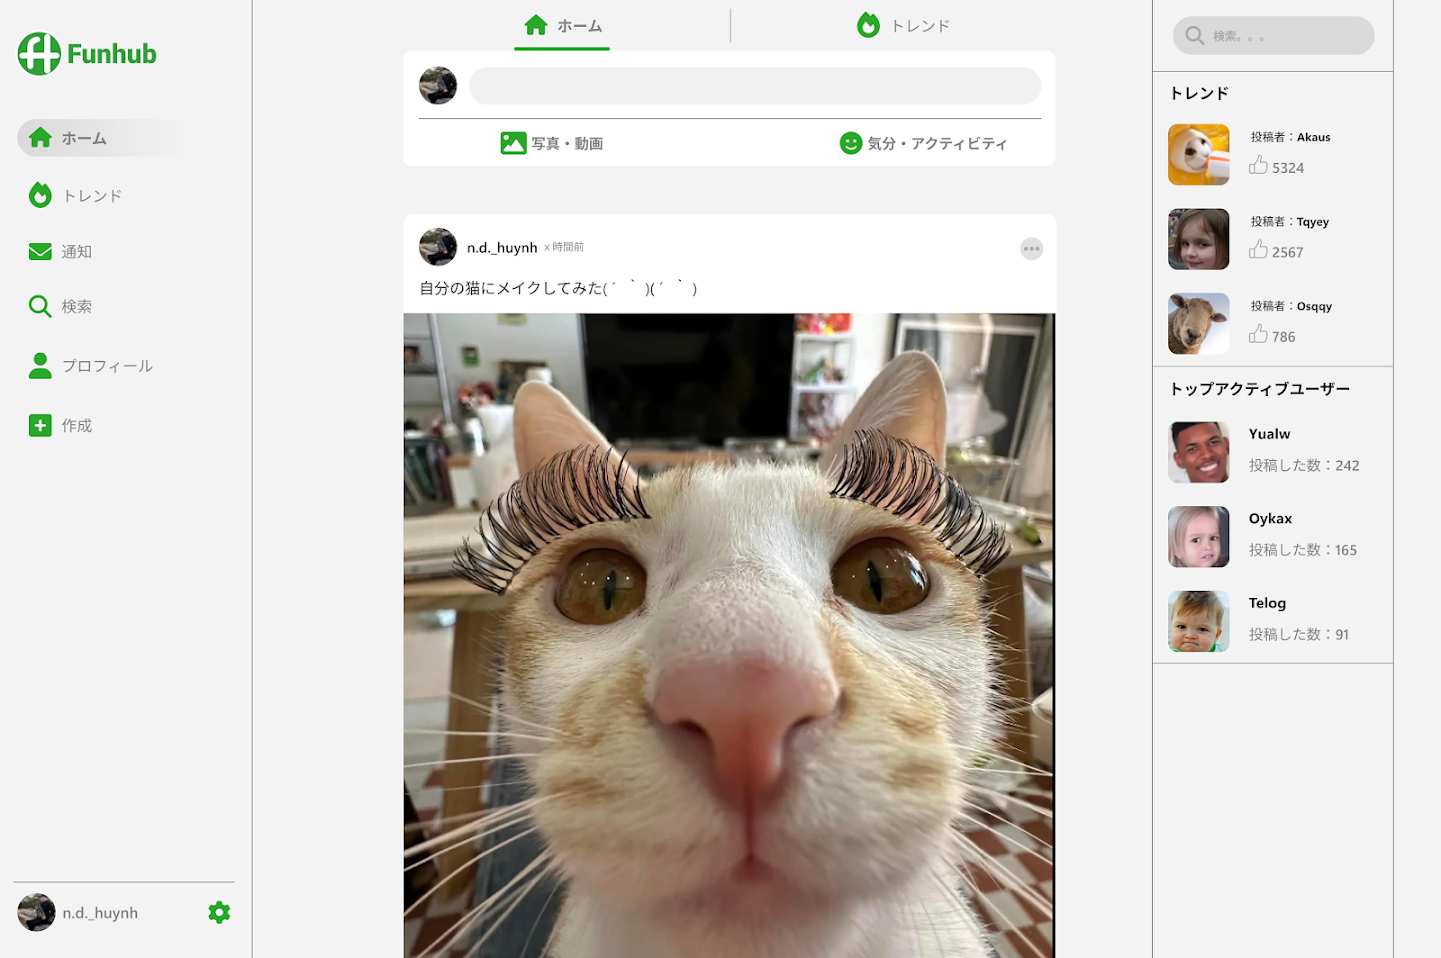 Funhub
ホーム
トレンド
通知
検索
プロフィール
作成
n.d._huynh
ホーム
トレンド
写真・動画
気分・アクティビティ
n.d._huynh x 時間前
自分の猫にメイクしてみた(´ ｀ )(´ ｀ )
検索。。。
トレンド
投稿者：Akaus
5324
投稿者：Tqyey
2567
投稿者：Osqqy
786
トップアクティブユーザー
Yualw
投稿した数：242
Oykax
投稿した数：165
Telog
投稿した数：91